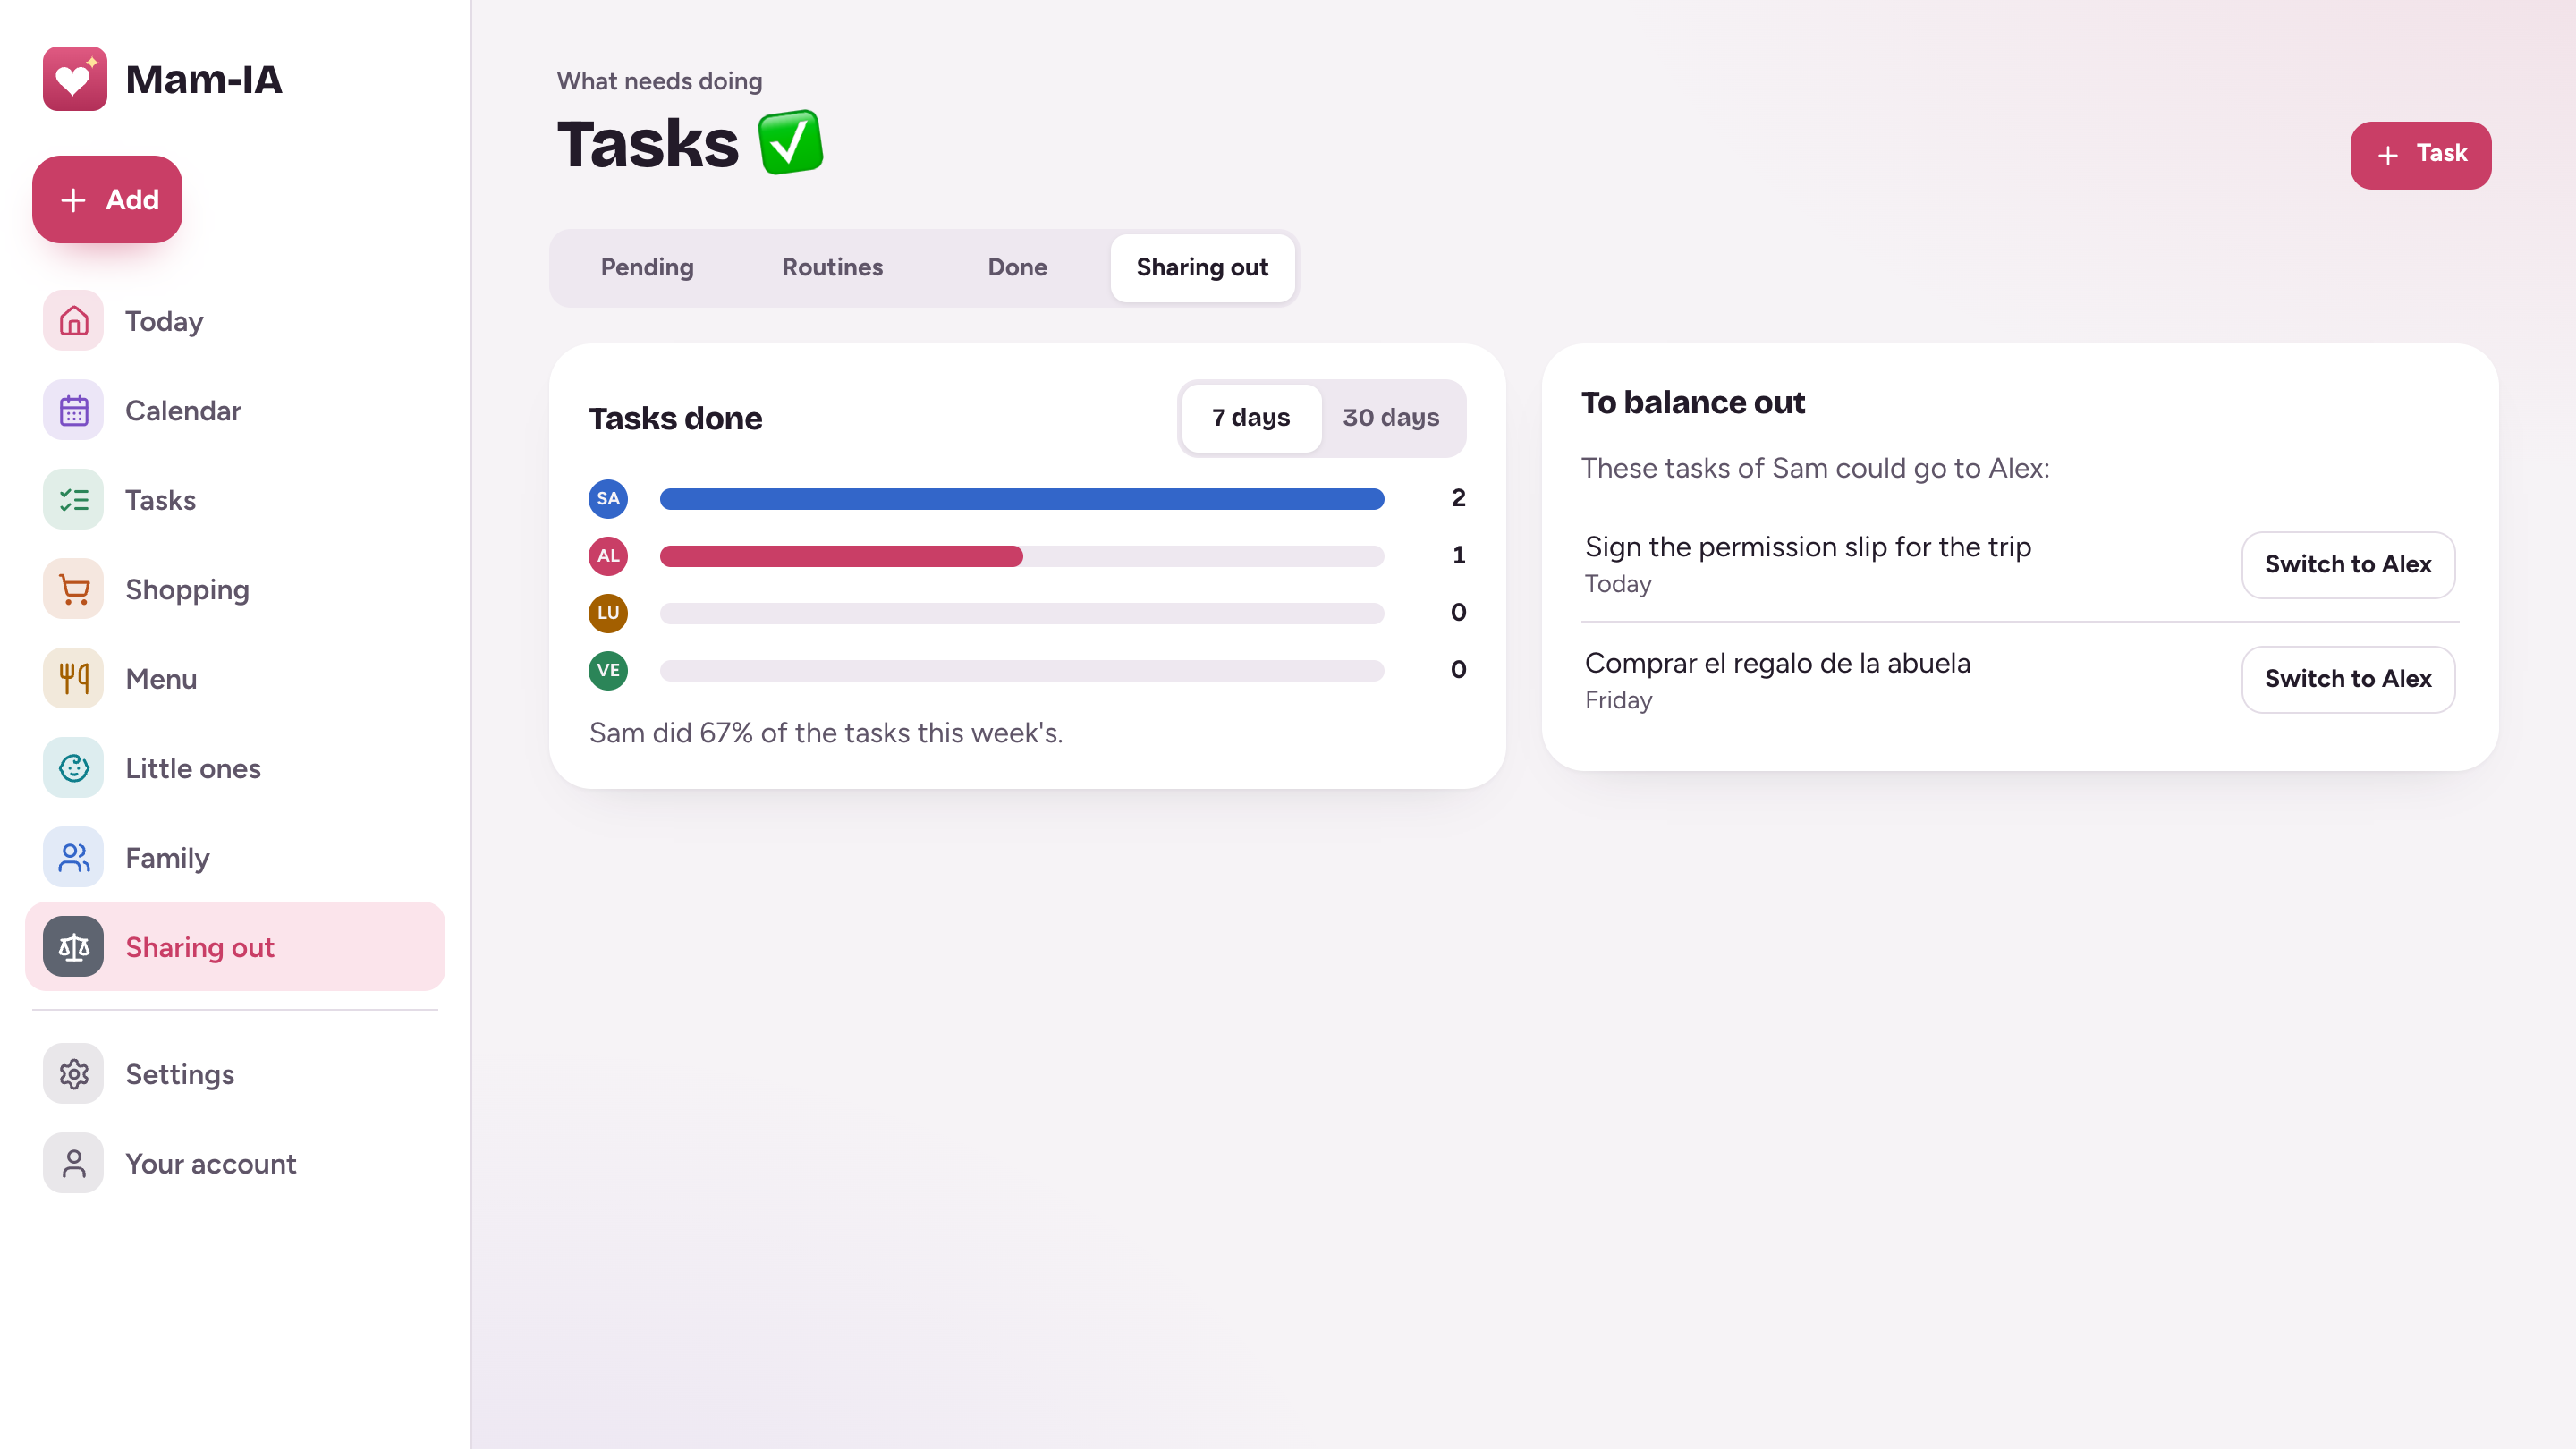 Mam-IA
Add
Today
Calendar
Tasks
Shopping
Menu
Little ones
Family
Sharing out
Settings
Your account
What needs doing
Tasks ✅
Task
Pending
Routines
Done
Sharing out
Tasks done
7 days
30 days
SA 2
AL 1
LU 0
VE 0
Sam did 67% of the tasks this week's.
To balance out
These tasks of Sam could go to Alex:
Sign the permission slip for the trip
Today
Switch to Alex
Comprar el regalo de la abuela
Friday
Switch to Alex